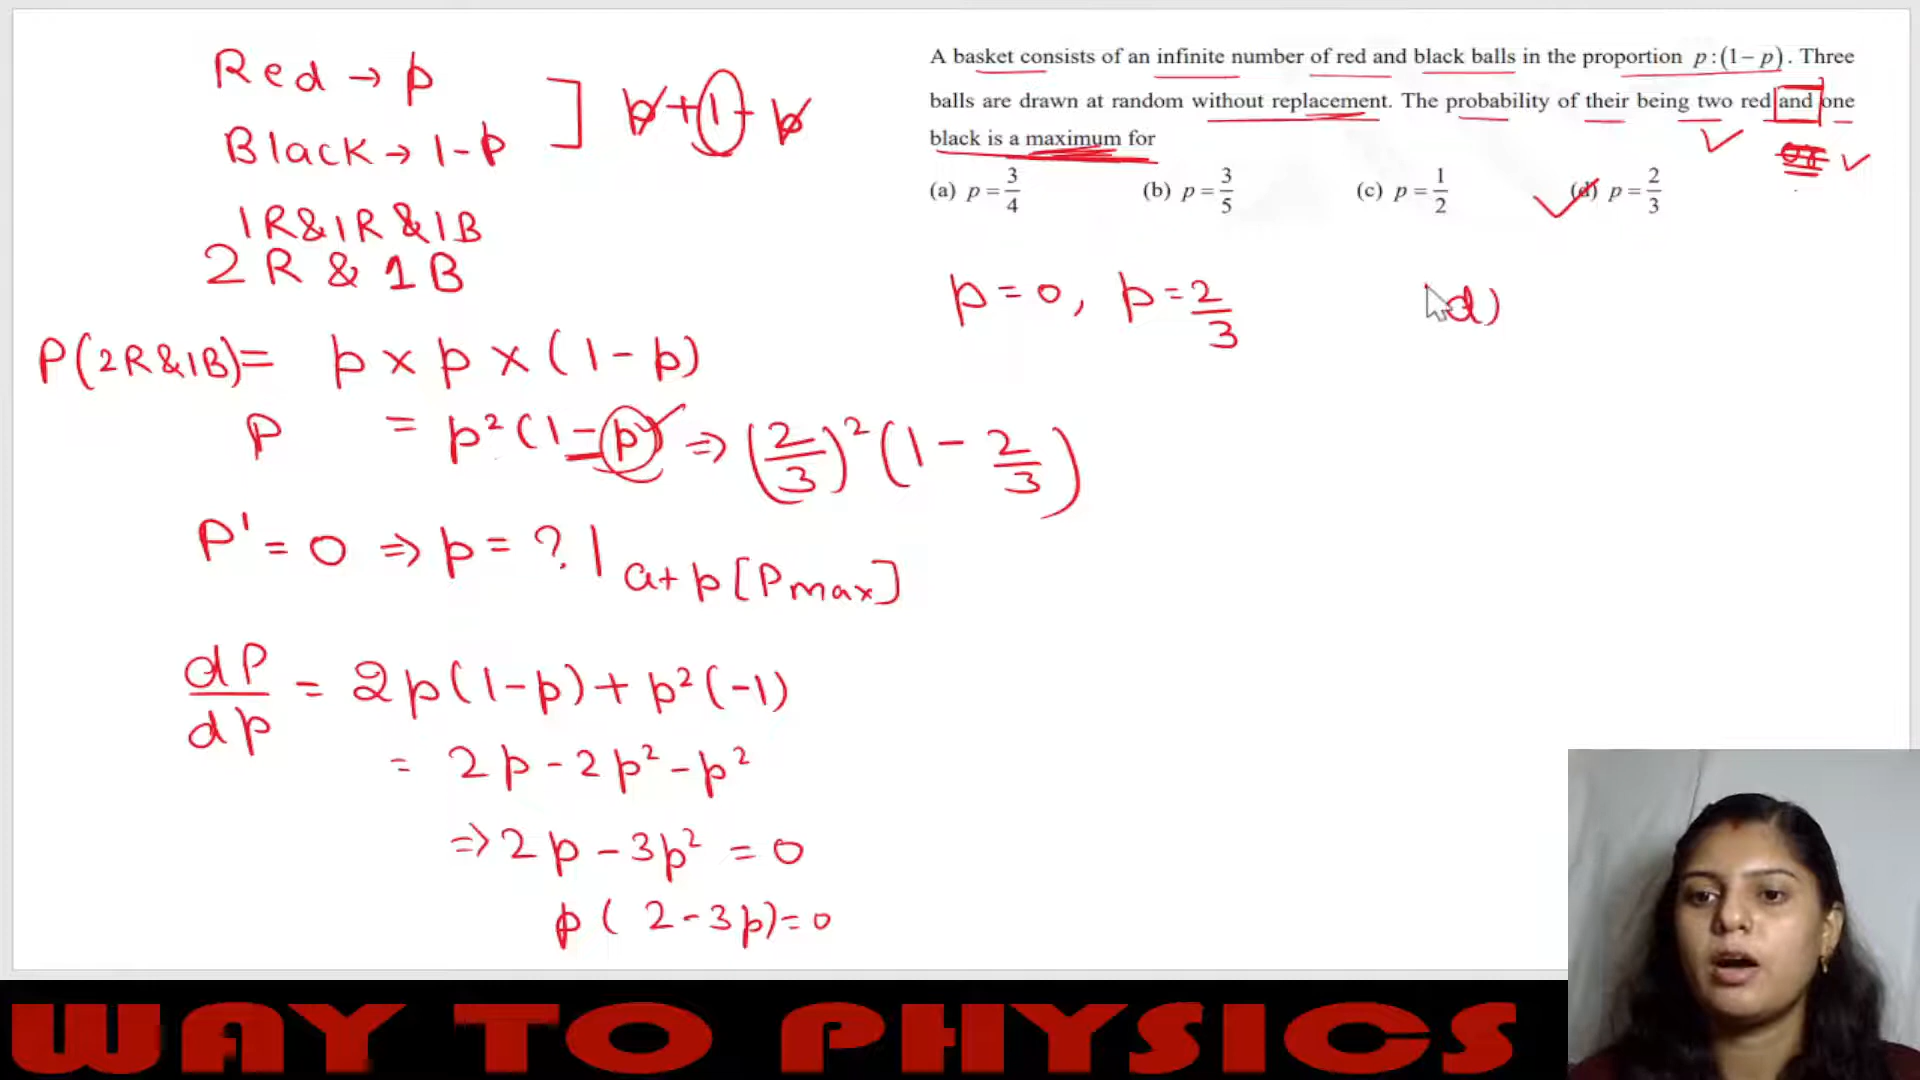 Red → p
Black → 1-p
p + 1 - p
1R & 1R & 1B
2R & 1B
P(2R&1B) = p × p × (1-p)
P = p²(1-p) ⇒ (2/3)²(1 - 2/3)
P' = 0 ⇒ p = ? | at p [Pmax]
dP/dp = 2p(1-p) + p²(-1)
= 2p - 2p² - p²
⇒ 2p - 3p² = 0
p(2-3p) = 0
A basket consists of an infinite number of red and black balls in the proportion p:(1−p). Three
balls are drawn at random without replacement. The probability of their being two red and one
black is a maximum for
or
(a) p = 3/4 (b) p = 3/5 (c) p = 1/2 (d) p = 2/3
p = 0, p = 2/3 d)
WAY TO PHYSICS